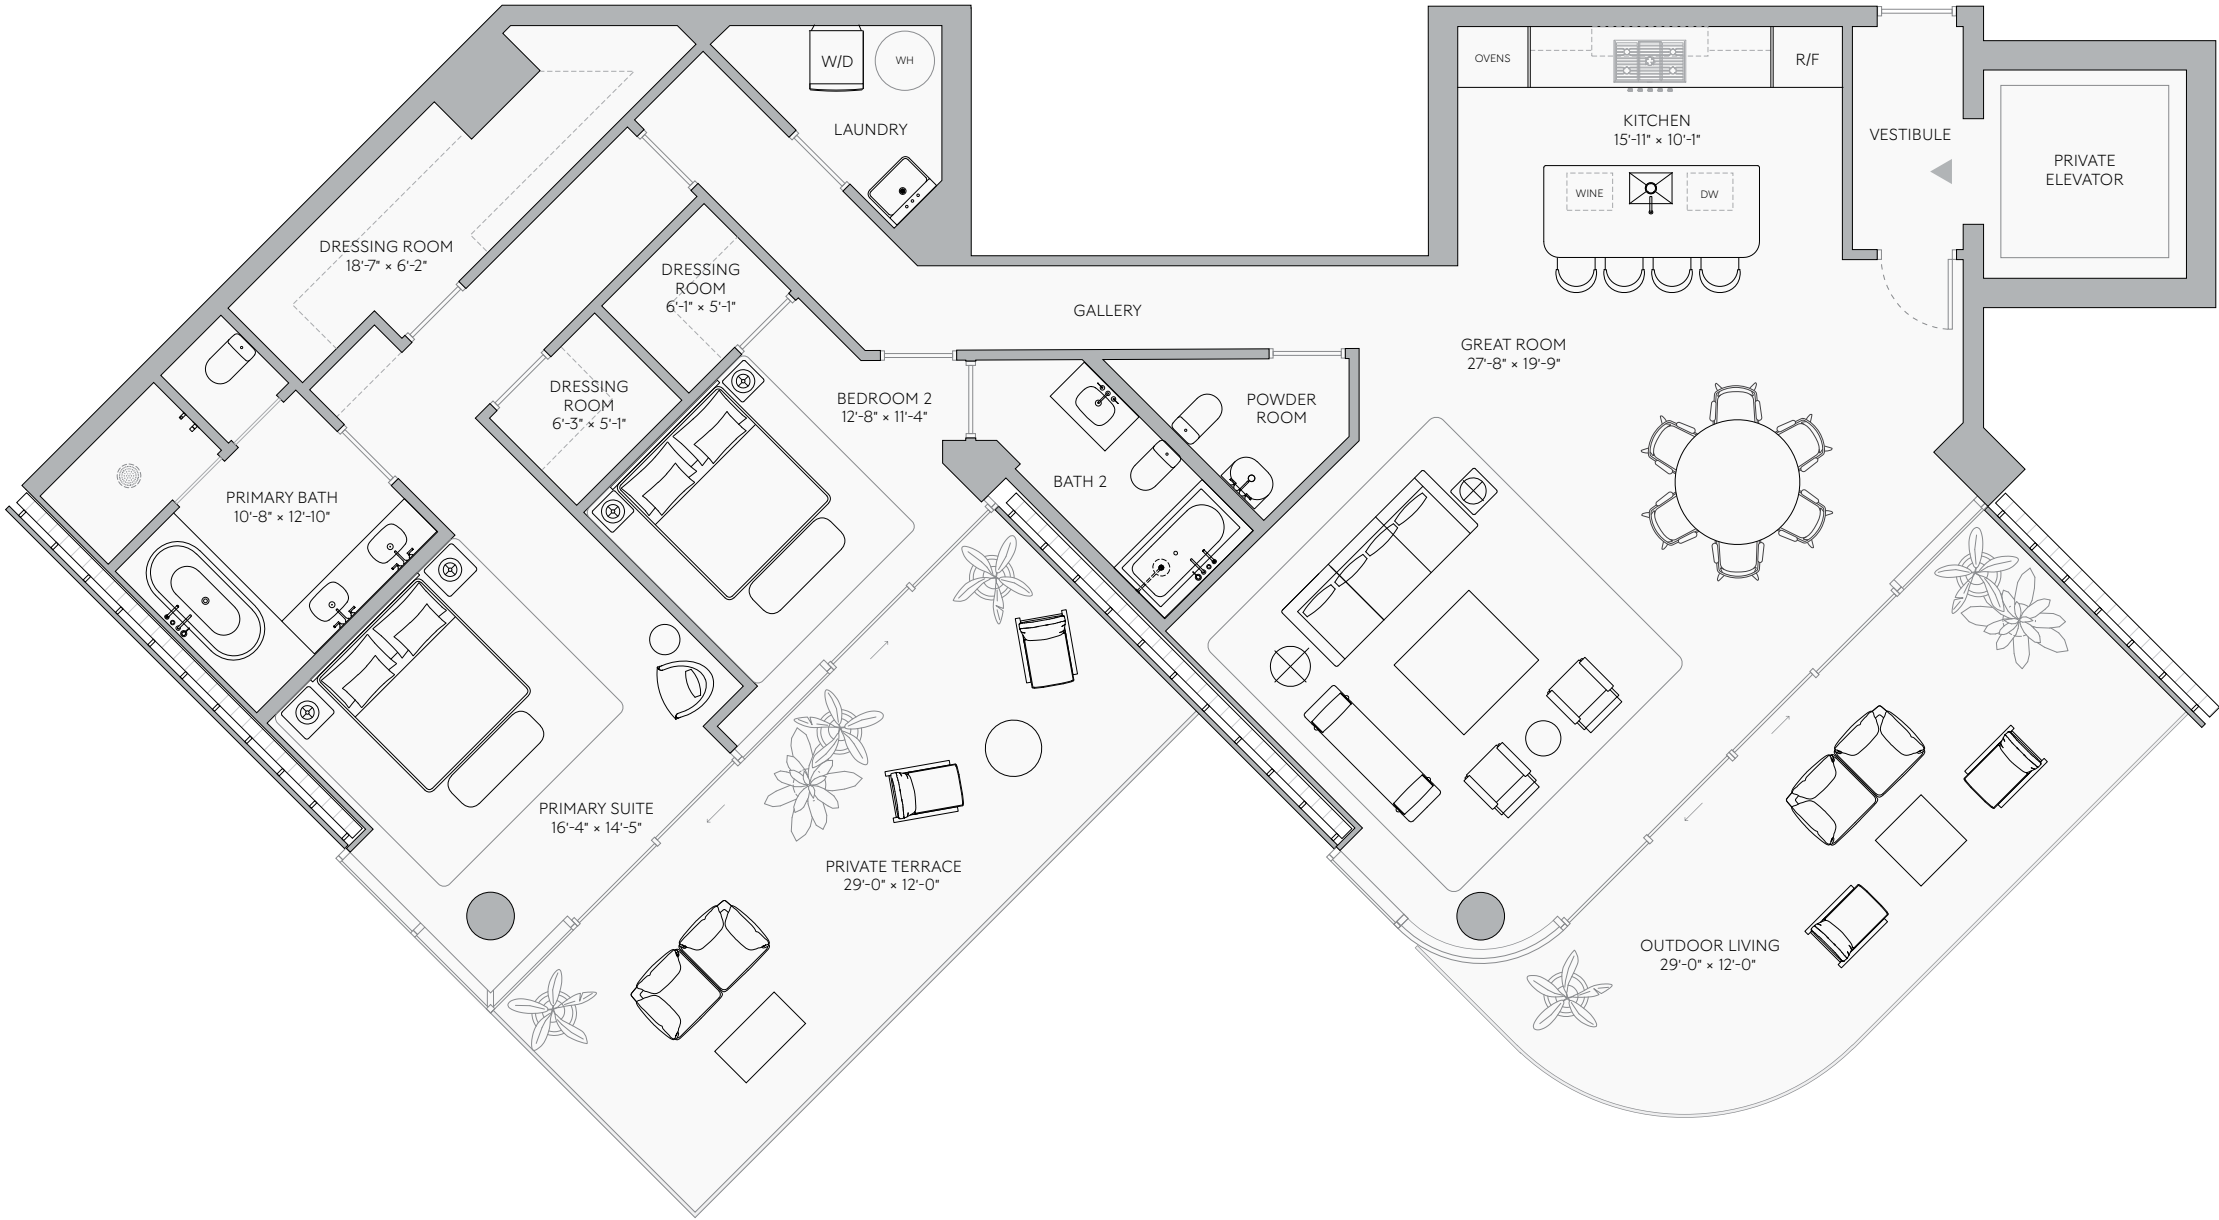 W/D
WH
LAUNDRY
OVENS
R/F
KITCHEN
15'-11" × 10'-1"
WINE
DW
VESTIBULE
PRIVATE
ELEVATOR
DRESSING ROOM
18'-7" × 6'-2"
DRESSING
ROOM
6'-1" × 5'-1"
GALLERY
GREAT ROOM
27'-8" × 19'-9"
DRESSING
ROOM
6'-3" × 5'-1"
BEDROOM 2
12'-8" × 11'-4"
POWDER
ROOM
BATH 2
PRIMARY BATH
10'-8" × 12'-10"
PRIMARY SUITE
16'-4" × 14'-5"
PRIVATE TERRACE
29'-0" × 12'-0"
OUTDOOR LIVING
29'-0" × 12'-0"